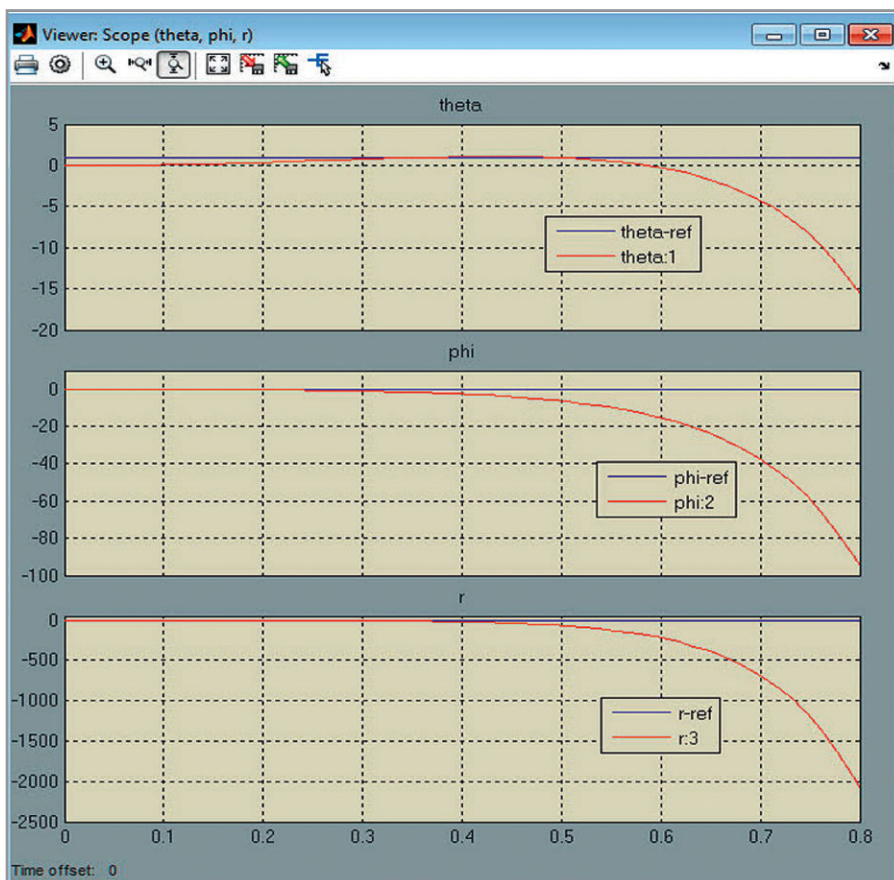 Viewer: Scope (theta, phi, r)
theta
5
0
-5
-10
-15
-20
theta-ref
theta:1
phi
0
-20
-40
-60
-80
-100
phi-ref
phi:2
r
0
-500
-1000
-1500
-2000
-2500
r-ref
r:3
0 0.1 0.2 0.3 0.4 0.5 0.6 0.7 0.8
Time offset: 0